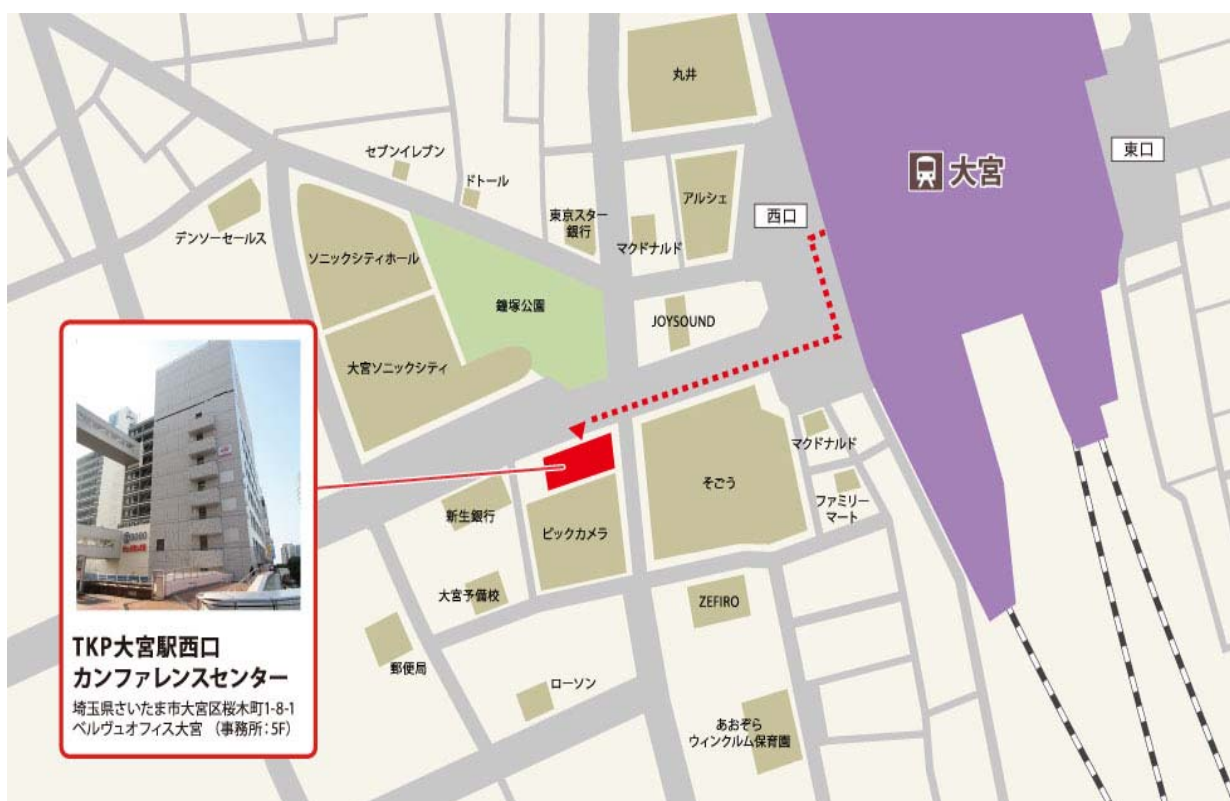 丸井
東口
大宮
セブンイレブン
ドトール
アルシェ
西口
東京スター
銀行
マクドナルド
デンソーセールス
ソニックシティホール
鐘塚公園
JOYSOUND
大宮ソニックシティ
マクドナルド
そごう
ファミリー
マート
新生銀行
ビックカメラ
大宮予備校
ZEFIRO
郵便局
ローソン
あおぞら
ウィンクルム保育園
TKP大宮駅西口
カンファレンスセンター
埼玉県さいたま市大宮区桜木町1-8-1
ベルヴュオフィス大宮 (事務所:5F)